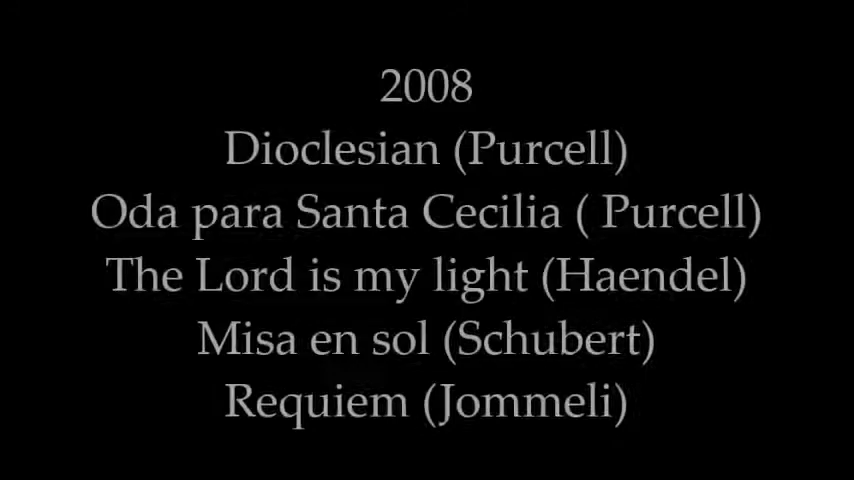 2008
Dioclesian (Purcell)
Oda para Santa Cecilia ( Purcell)
The Lord is my light (Haendel)
Misa en sol (Schubert)
Requiem (Jommeli)